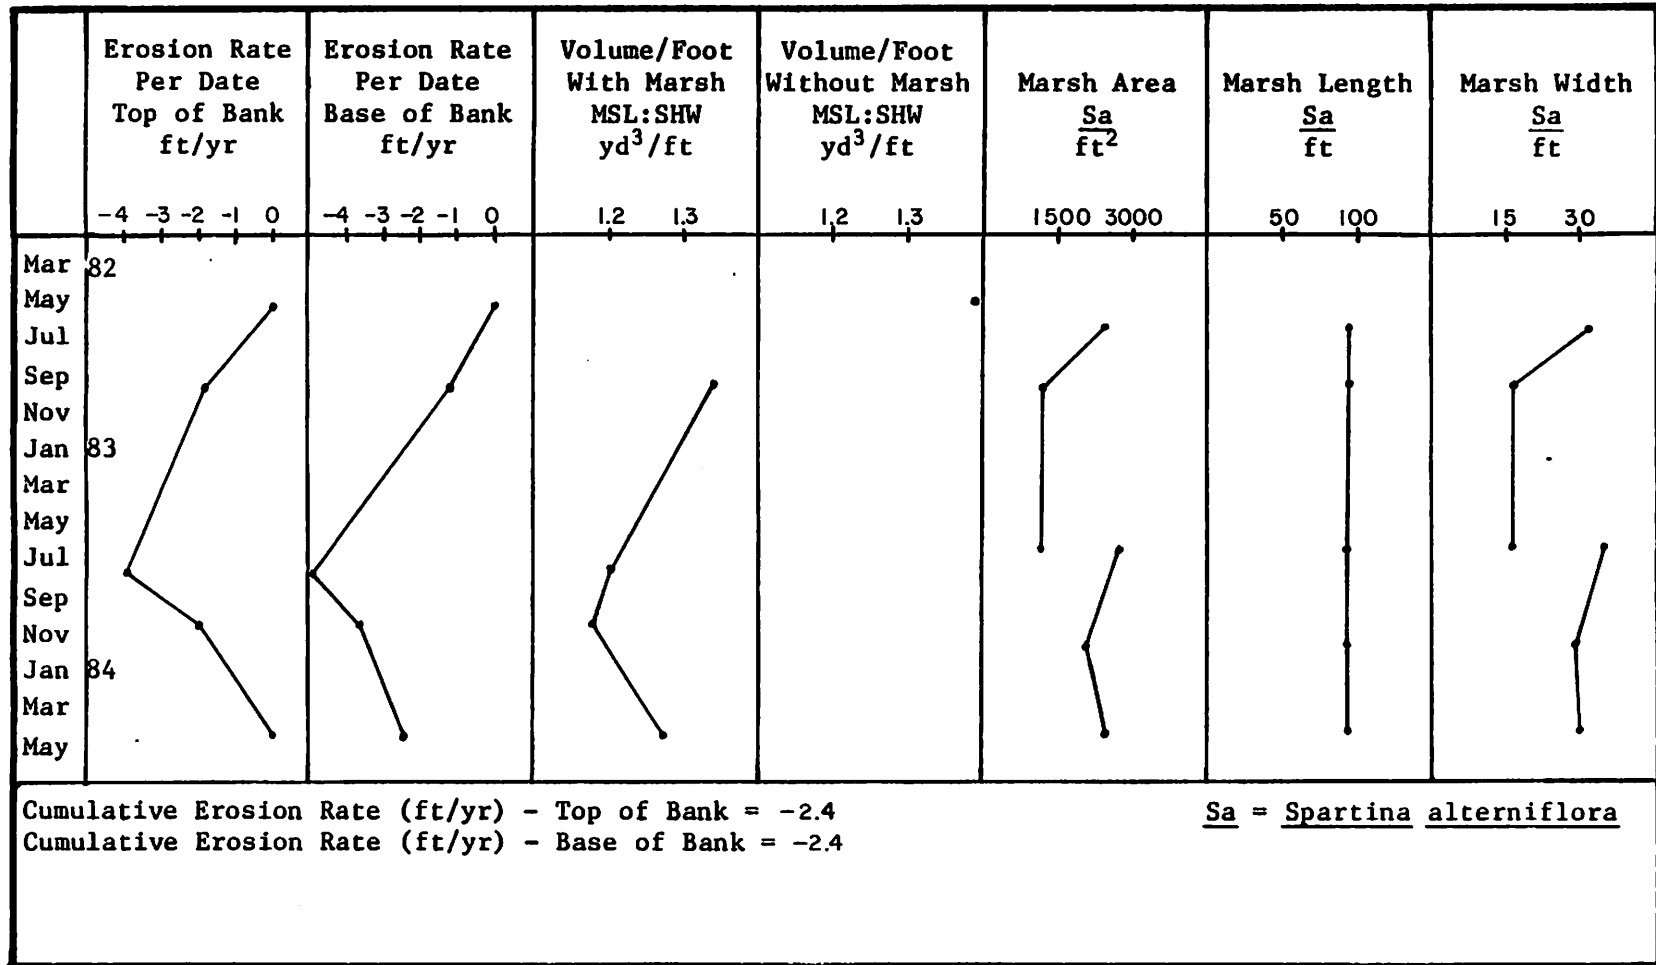 Erosion Rate
Per Date
Top of Bank
ft/yr
Erosion Rate
Per Date
Base of Bank
ft/yr
Volume/Foot
With Marsh
MSL:SHW
yd³/ft
Volume/Foot
Without Marsh
MSL:SHW
yd³/ft
Marsh Area
Sa
ft²
Marsh Length
Sa
ft
Marsh Width
Sa
ft
-4 -3 -2 -1 0
-4 -3 -2 -1 0
1.2 1.3
1.2 1.3
1500 3000
50 100
15 30
Mar 82
May
Jul
Sep
Nov
Jan 83
Mar
May
Jul
Sep
Nov
Jan 84
Mar
May
Cumulative Erosion Rate (ft/yr) - Top of Bank = -2.4
Cumulative Erosion Rate (ft/yr) - Base of Bank = -2.4
Sa = Spartina alterniflora